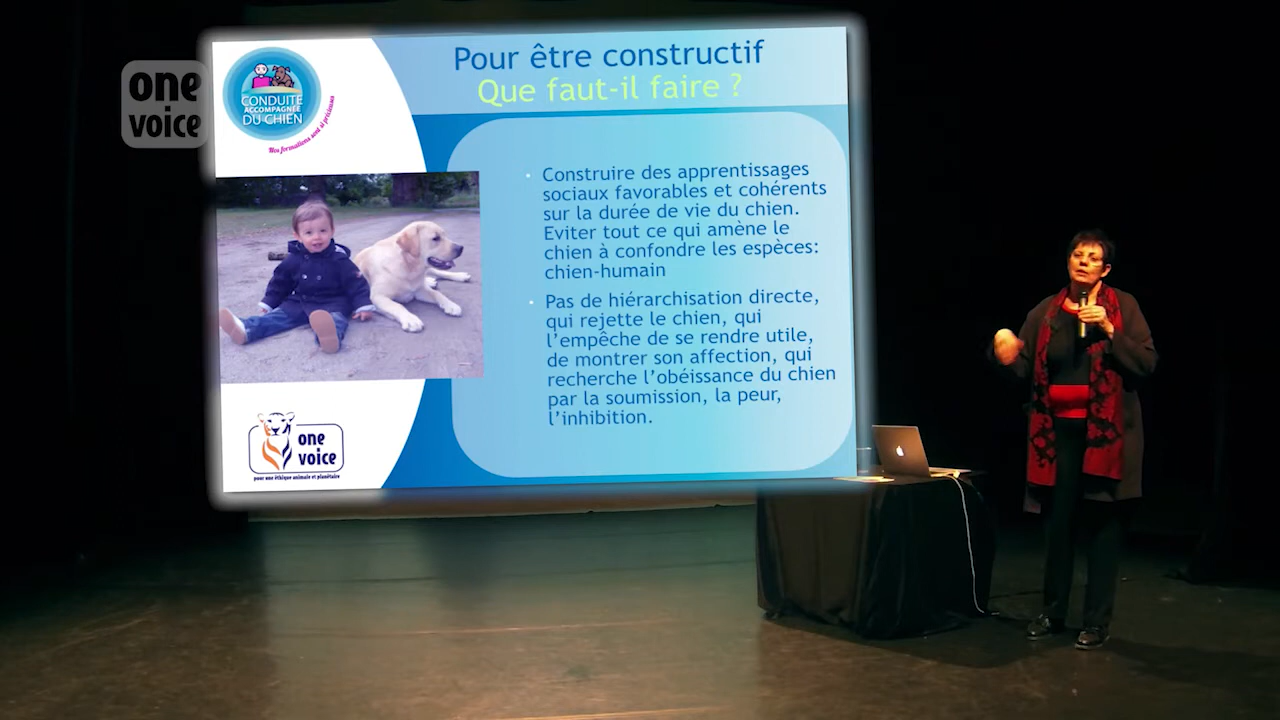 one
voice
CONDUITE
ACCOMPAGNÉE
DU CHIEN
Nos formations sont si précieuses
Pour être constructif
Que faut-il faire ?
• Construire des apprentissages
sociaux favorables et cohérents
sur la durée de vie du chien.
Eviter tout ce qui amène le
chien à confondre les espèces:
chien-humain
• Pas de hiérarchisation directe,
qui rejette le chien, qui
l'empêche de se rendre utile,
de montrer son affection, qui
recherche l'obéissance du chien
par la soumission, la peur,
l'inhibition.
one
voice
pour une éthique animale et planétaire